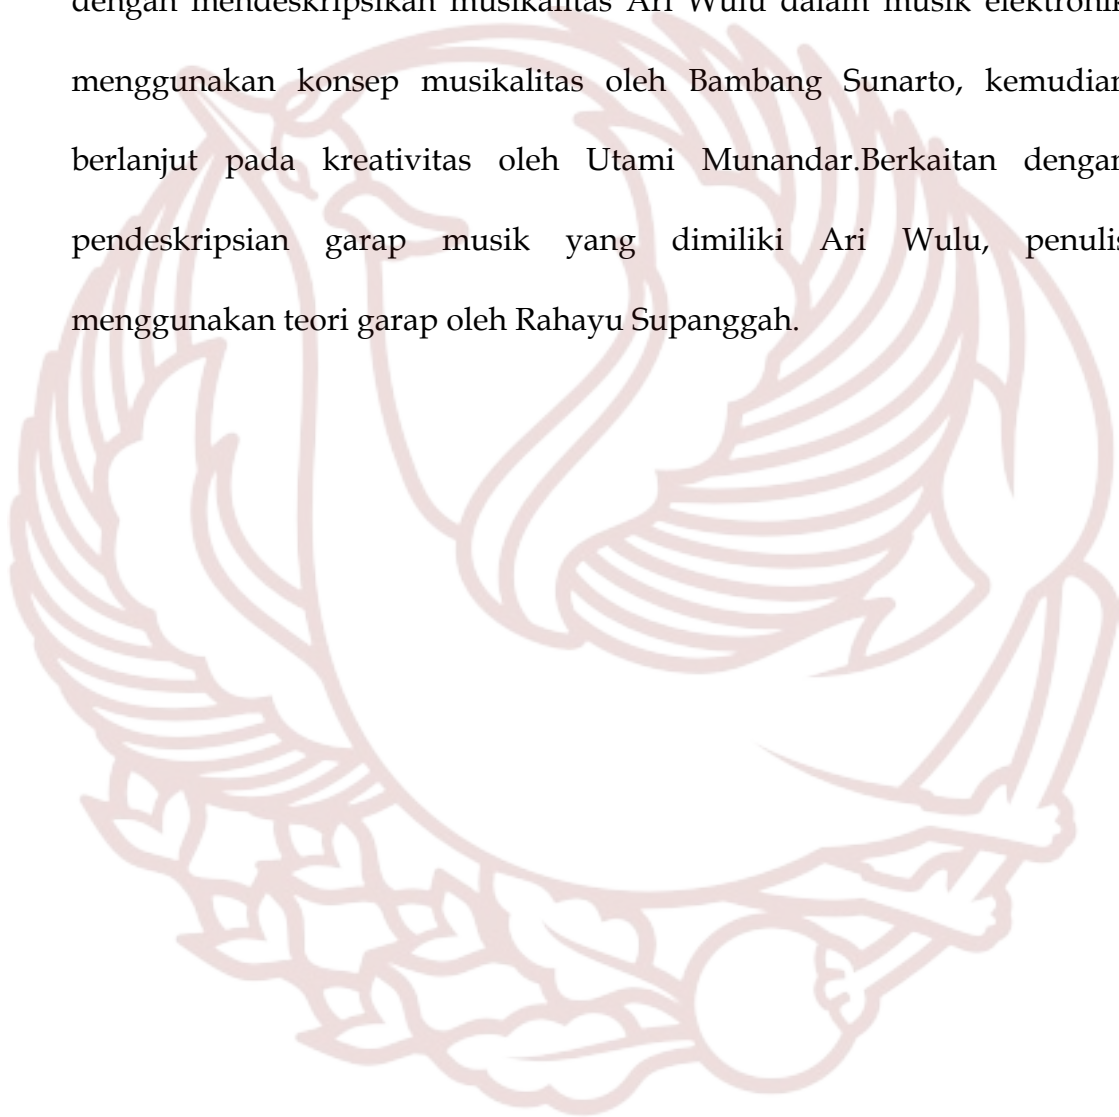 dengan mendeskripsikan musikalitas Ari Wulu dalam musik elektronik
menggunakan konsep musikalitas oleh Bambang Sunarto, kemudian
berlanjut pada kreativitas oleh Utami Munandar.Berkaitan dengan
pendeskripsian garap musik yang dimiliki Ari Wulu, penulis
menggunakan teori garap oleh Rahayu Supanggah.